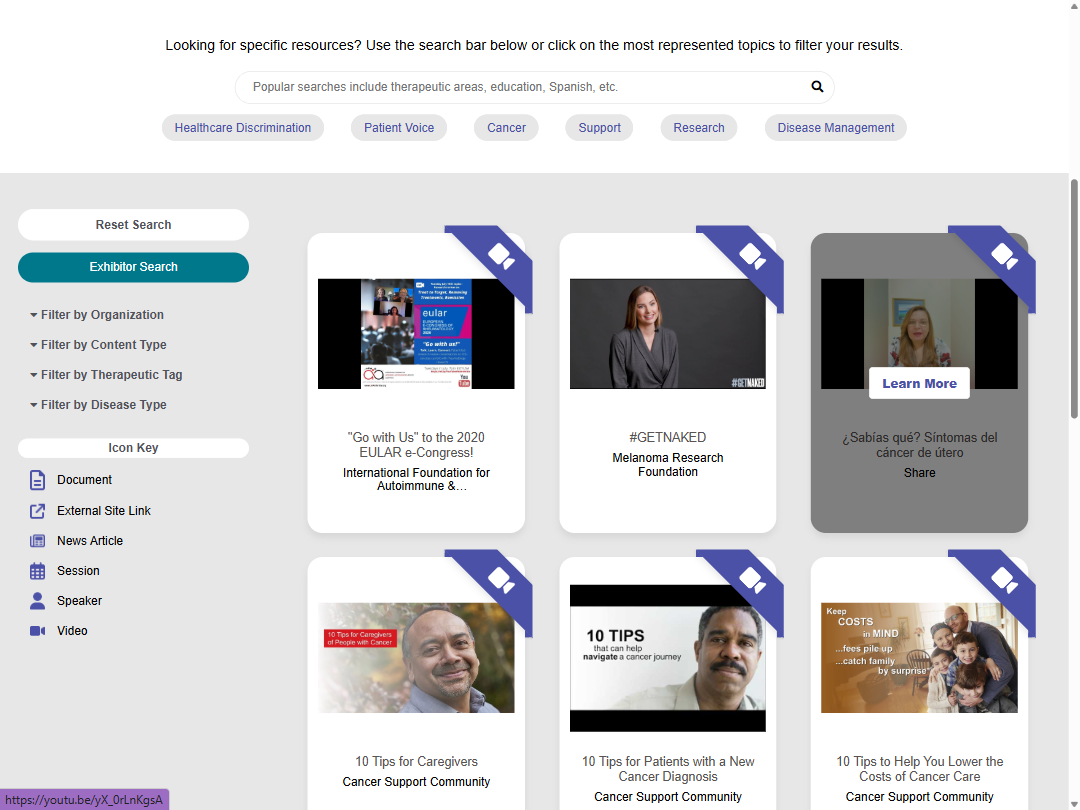 Looking for specific resources? Use the search bar below or click on the most represented topics to filter your results.
Popular searches include therapeutic areas, education, Spanish, etc.
Healthcare Discrimination
Patient Voice
Cancer
Support
Research
Disease Management
Reset Search
Exhibitor Search
Filter by Organization
Filter by Content Type
Filter by Therapeutic Tag
Filter by Disease Type
Icon Key
Document
External Site Link
News Article
Session
Speaker
Video
eular
EUROPEAN
E-CONGRESS OF
RHEUMATOLOGY
2020
"Go with us!"
You
Tube
"Go with Us" to the 2020
EULAR e-Congress!
International Foundation for
Autoimmune &…
#GETNAKED
#GETNAKED
Melanoma Research
Foundation
Learn More
¿Sabías qué? Síntomas del
cáncer de útero
Share
10 Tips for Caregivers
of People with Cancer
10 Tips for Caregivers
Cancer Support Community
10 TIPS
that can help
navigate a cancer journey
10 Tips for Patients with a New
Cancer Diagnosis
Cancer Support Community
Keep
COSTS
in MIND
...fees pile up
...catch family
by surprise"
10 Tips to Help You Lower the
Costs of Cancer Care
Cancer Support Community
https://youtu.be/yX_0rLnKgsA